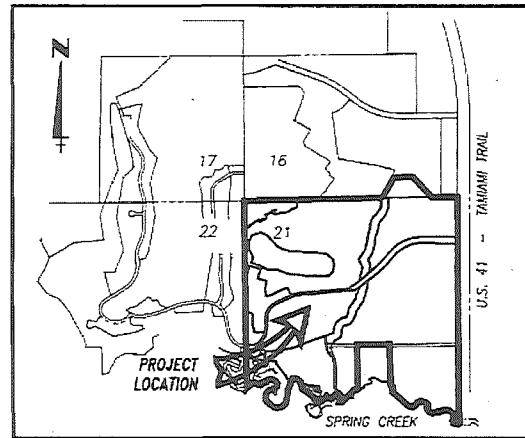 N
17
16
22
21
U.S. 41 - TAMIAMI TRAIL
PROJECT
LOCATION
SPRING CREEK